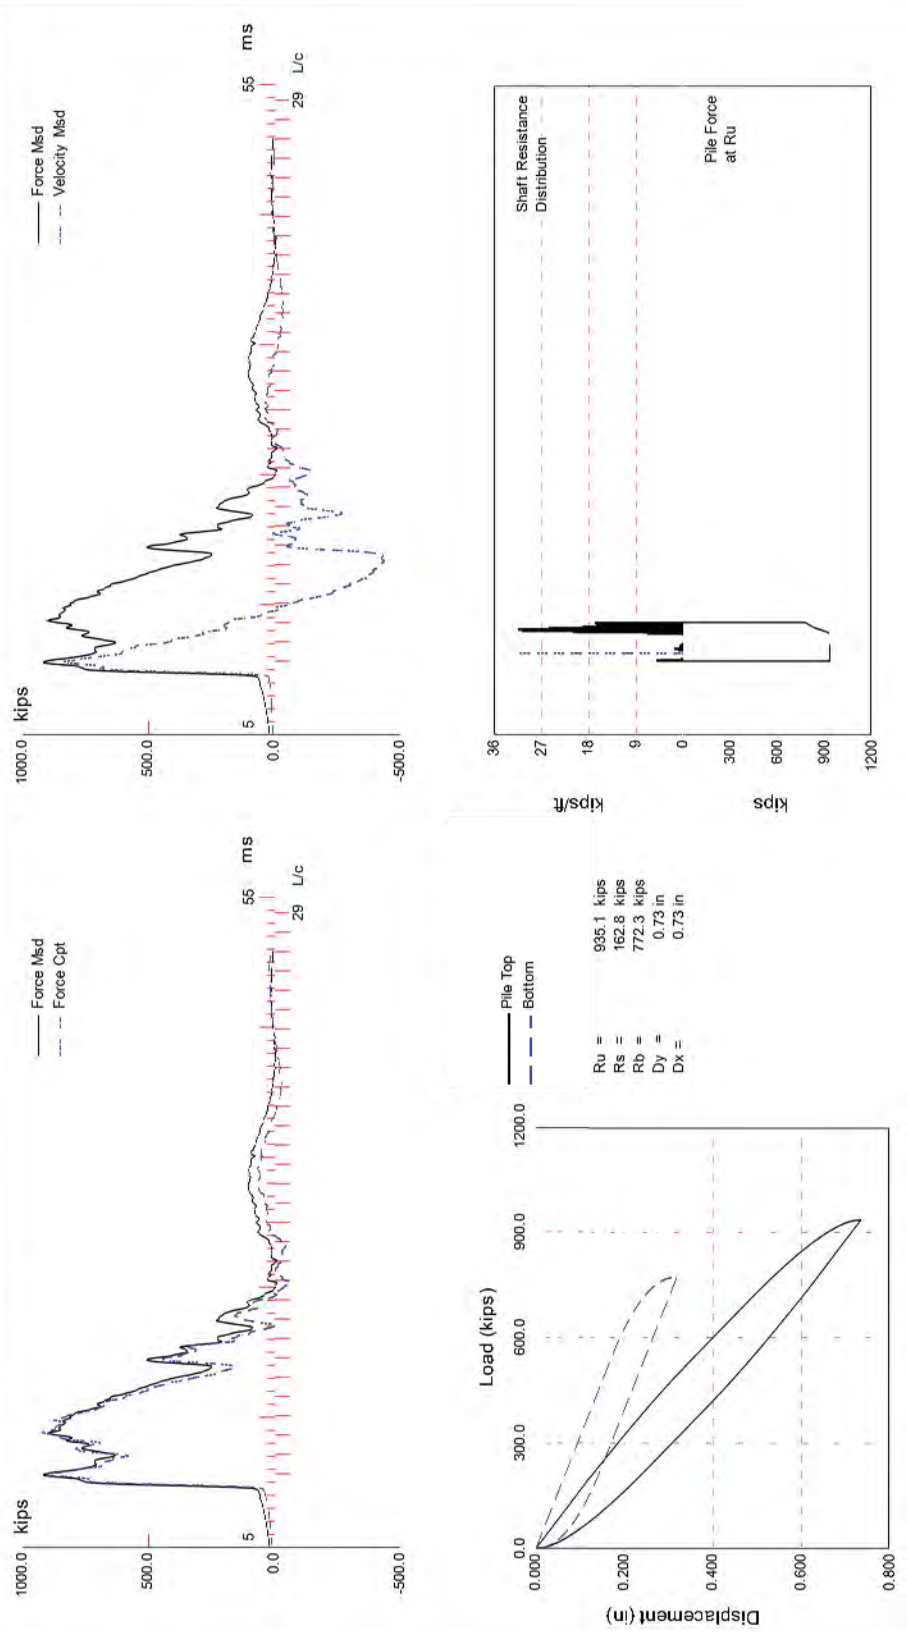 1000.0
kips
500.0
0.0
-500.0
5
55
ms
29
L/c
Force Msd
Force Cpt
1000.0
kips
500.0
0.0
-500.0
5
55
ms
29
L/c
Force Msd
Velocity Msd
Load (kips)
0.0
300.0
600.0
900.0
1200.0
0.000
0.200
0.400
0.600
0.800
Displacement (in)
Pile Top
Bottom
Ru = 935.1 kips
Rs = 162.8 kips
Rb = 772.3 kips
Dy = 0.73 in
Dx = 0.73 in
36
27
18
9
0
300
600
900
1200
kips/ft
kips
Shaft Resistance
Distribution
Pile Force
at Ru